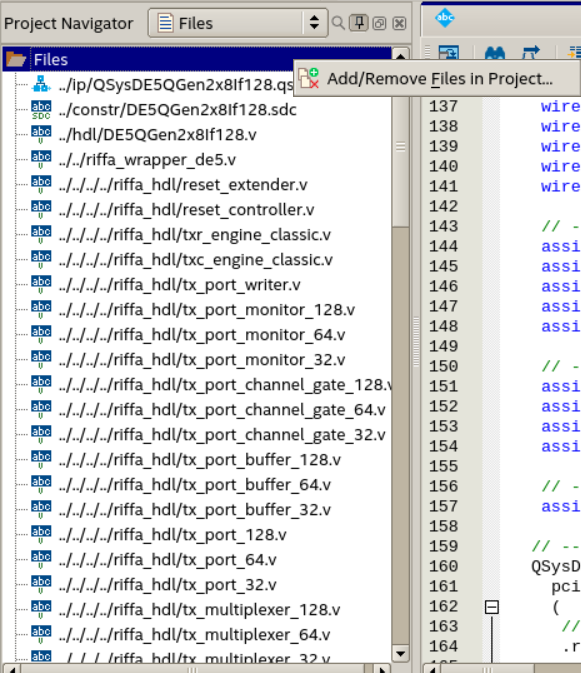 Project Navigator
Files
abc
Files
Add/Remove Files in Project...
../ip/QSysDE5QGen2x8If128.qs
../constr/DE5QGen2x8If128.sdc
../hdl/DE5QGen2x8If128.v
../../riffa_wrapper_de5.v
../../../../riffa_hdl/reset_extender.v
../../../../riffa_hdl/reset_controller.v
../../../../riffa_hdl/txr_engine_classic.v
../../../../riffa_hdl/txc_engine_classic.v
../../../../riffa_hdl/tx_port_writer.v
../../../../riffa_hdl/tx_port_monitor_128.v
../../../../riffa_hdl/tx_port_monitor_64.v
../../../../riffa_hdl/tx_port_monitor_32.v
../../../../riffa_hdl/tx_port_channel_gate_128.v
../../../../riffa_hdl/tx_port_channel_gate_64.v
../../../../riffa_hdl/tx_port_channel_gate_32.v
../../../../riffa_hdl/tx_port_buffer_128.v
../../../../riffa_hdl/tx_port_buffer_64.v
../../../../riffa_hdl/tx_port_buffer_32.v
../../../../riffa_hdl/tx_port_128.v
../../../../riffa_hdl/tx_port_64.v
../../../../riffa_hdl/tx_port_32.v
../../../../riffa_hdl/tx_multiplexer_128.v
../../../../riffa_hdl/tx_multiplexer_64.v
../../../../riffa_hdl/tx_multiplexer_32.v
137 wire
138 wire
139 wire
140 wire
141 wire
142
143 // -
144 assi
145 assi
146 assi
147 assi
148 assi
149
150 // -
151 assi
152 assi
153 assi
154 assi
155
156 // -
157 assi
158
159 // --
160 QSysD
161 pci
162 (
163 //
164 .r